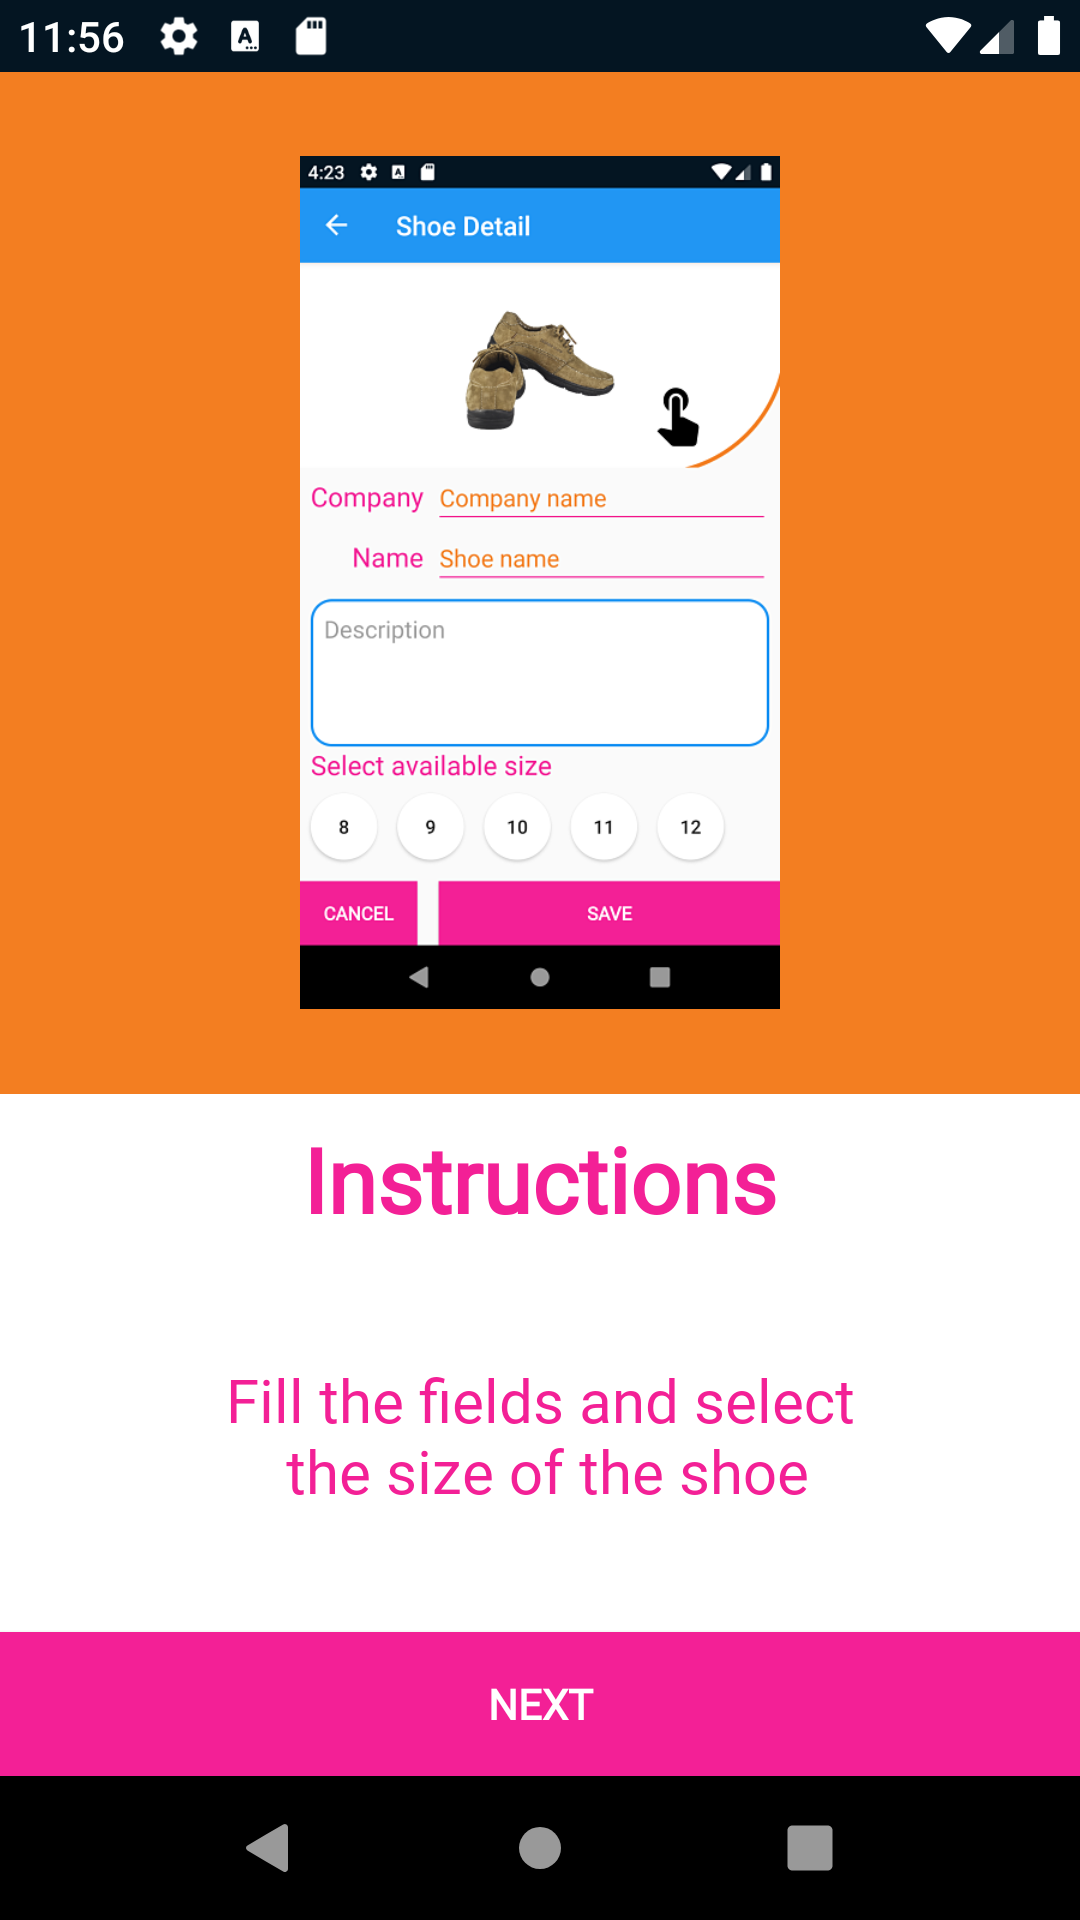 11:56
4:23
Shoe Detail
Company Company name
Name Shoe name
Description
Select available size
8 9 10 11 12
CANCEL SAVE
Instructions
Fill the fields and select
the size of the shoe
NEXT